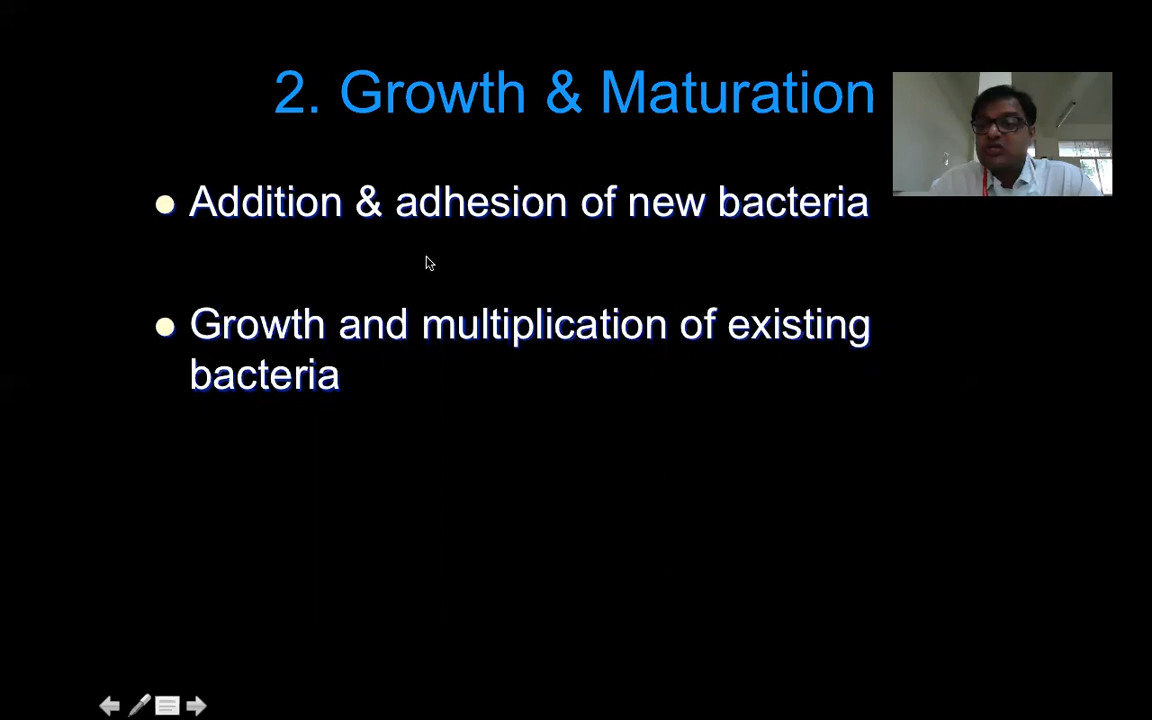 2. Growth & Maturation
Addition & adhesion of new bacteria
Growth and multiplication of existing
bacteria